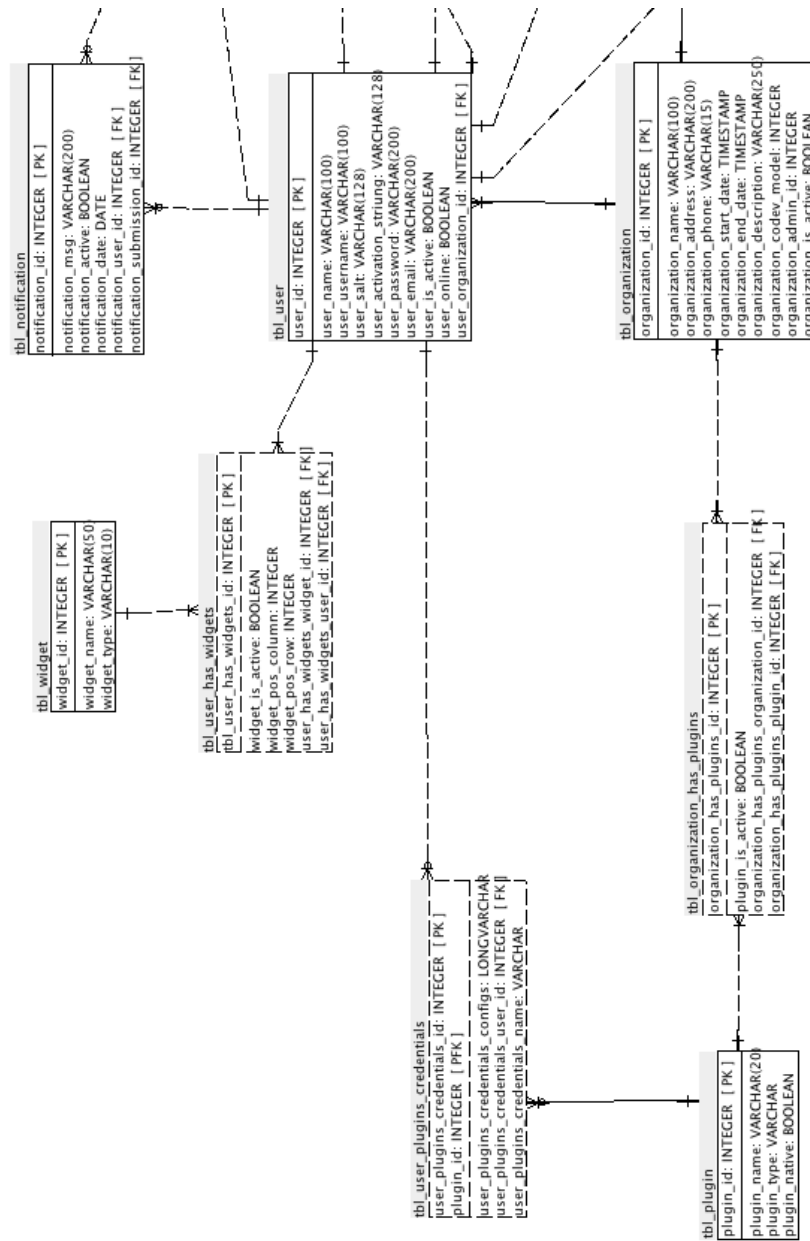 tbl_notification
notification_id: INTEGER [ PK ]
notification_msg: VARCHAR(200)
notification_active: BOOLEAN
notification_date: DATE
notification_user_id: INTEGER [ FK ]
notification_submission_id: INTEGER [ FK ]
tbl_user
user_id: INTEGER [ PK ]
user_name: VARCHAR(100)
user_username: VARCHAR(100)
user_salt: VARCHAR(128)
user_activation_striung: VARCHAR(128)
user_password: VARCHAR(200)
user_email: VARCHAR(200)
user_is_active: BOOLEAN
user_online: BOOLEAN
user_organization_id: INTEGER [ FK ]
tbl_organization
organization_id: INTEGER [ PK ]
organization_name: VARCHAR(100)
organization_address: VARCHAR(200)
organization_phone: VARCHAR(15)
organization_start_date: TIMESTAMP
organization_end_date: TIMESTAMP
organization_description: VARCHAR(250)
organization_codev_model: INTEGER
organization_admin_id: INTEGER
organization_is_active: BOOLEAN
tbl_widget
widget_id: INTEGER [ PK ]
widget_name: VARCHAR(50)
widget_type: VARCHAR(10)
tbl_user_has_widgets
tbl_user_has_widgets_id: INTEGER [ PK ]
widget_is_active: BOOLEAN
widget_pos_column: INTEGER
widget_pos_row: INTEGER
user_has_widgets_widget_id: INTEGER [ FK ]
user_has_widgets_user_id: INTEGER [ FK ]
tbl_organization_has_plugins
organization_has_plugins_id: INTEGER [ PK ]
plugin_is_active: BOOLEAN
organization_has_plugins_organization_id: INTEGER [ FK ]
organization_has_plugins_plugin_id: INTEGER [ FK ]
tbl_user_plugins_credentials
user_plugins_credentials_id: INTEGER [ PK ]
plugin_id: INTEGER [ PFK ]
user_plugins_credentials_configs: LONGVARCHAR
user_plugins_credentials_user_id: INTEGER [ FK ]
user_plugins_credentials_name: VARCHAR
tbl_plugin
plugin_id: INTEGER [ PK ]
plugin_name: VARCHAR(20)
plugin_type: VARCHAR
plugin_native: BOOLEAN